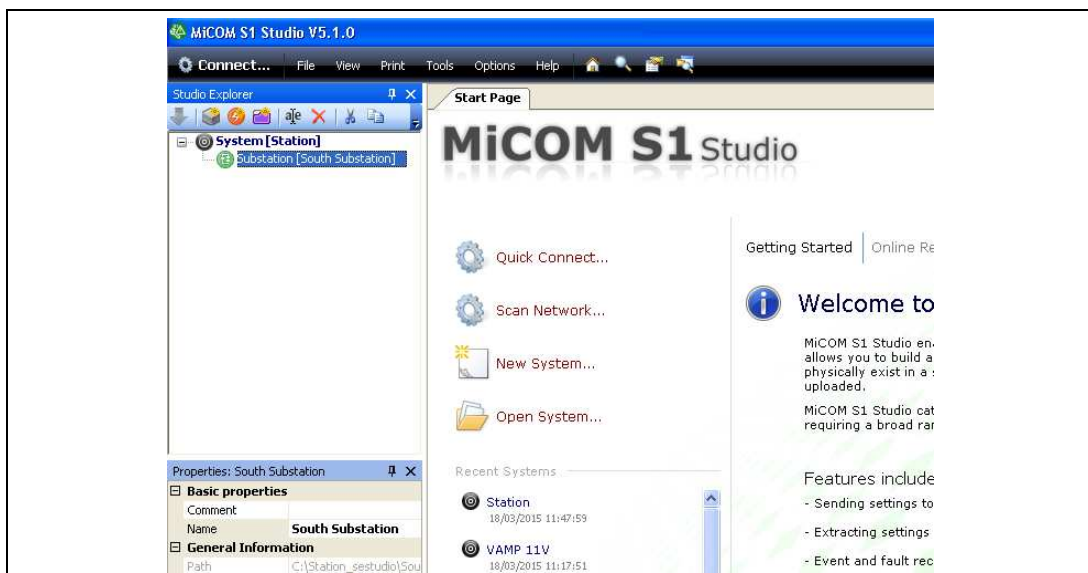 MiCOM S1 Studio V5.1.0
Connect... File View Print Tools Options Help
Studio Explorer
System [Station]
Substation [South Substation]
Start Page
MiCOM S1 Studio
Quick Connect...
Scan Network...
New System...
Open System...
Recent Systems
Station
18/03/2015 11:47:59
VAMP 11V
18/03/2015 11:17:51
Getting Started Online Re
Welcome to
MiCOM S1 Studio en
allows you to build a
physically exist in a
uploaded.
MiCOM S1 Studio cat
requiring a broad ran
Features include
- Sending settings to
- Extracting settings
- Event and fault rec
Properties: South Substation
Basic properties
Comment
Name South Substation
General Information
Path C:\Station_sestudio\Sou